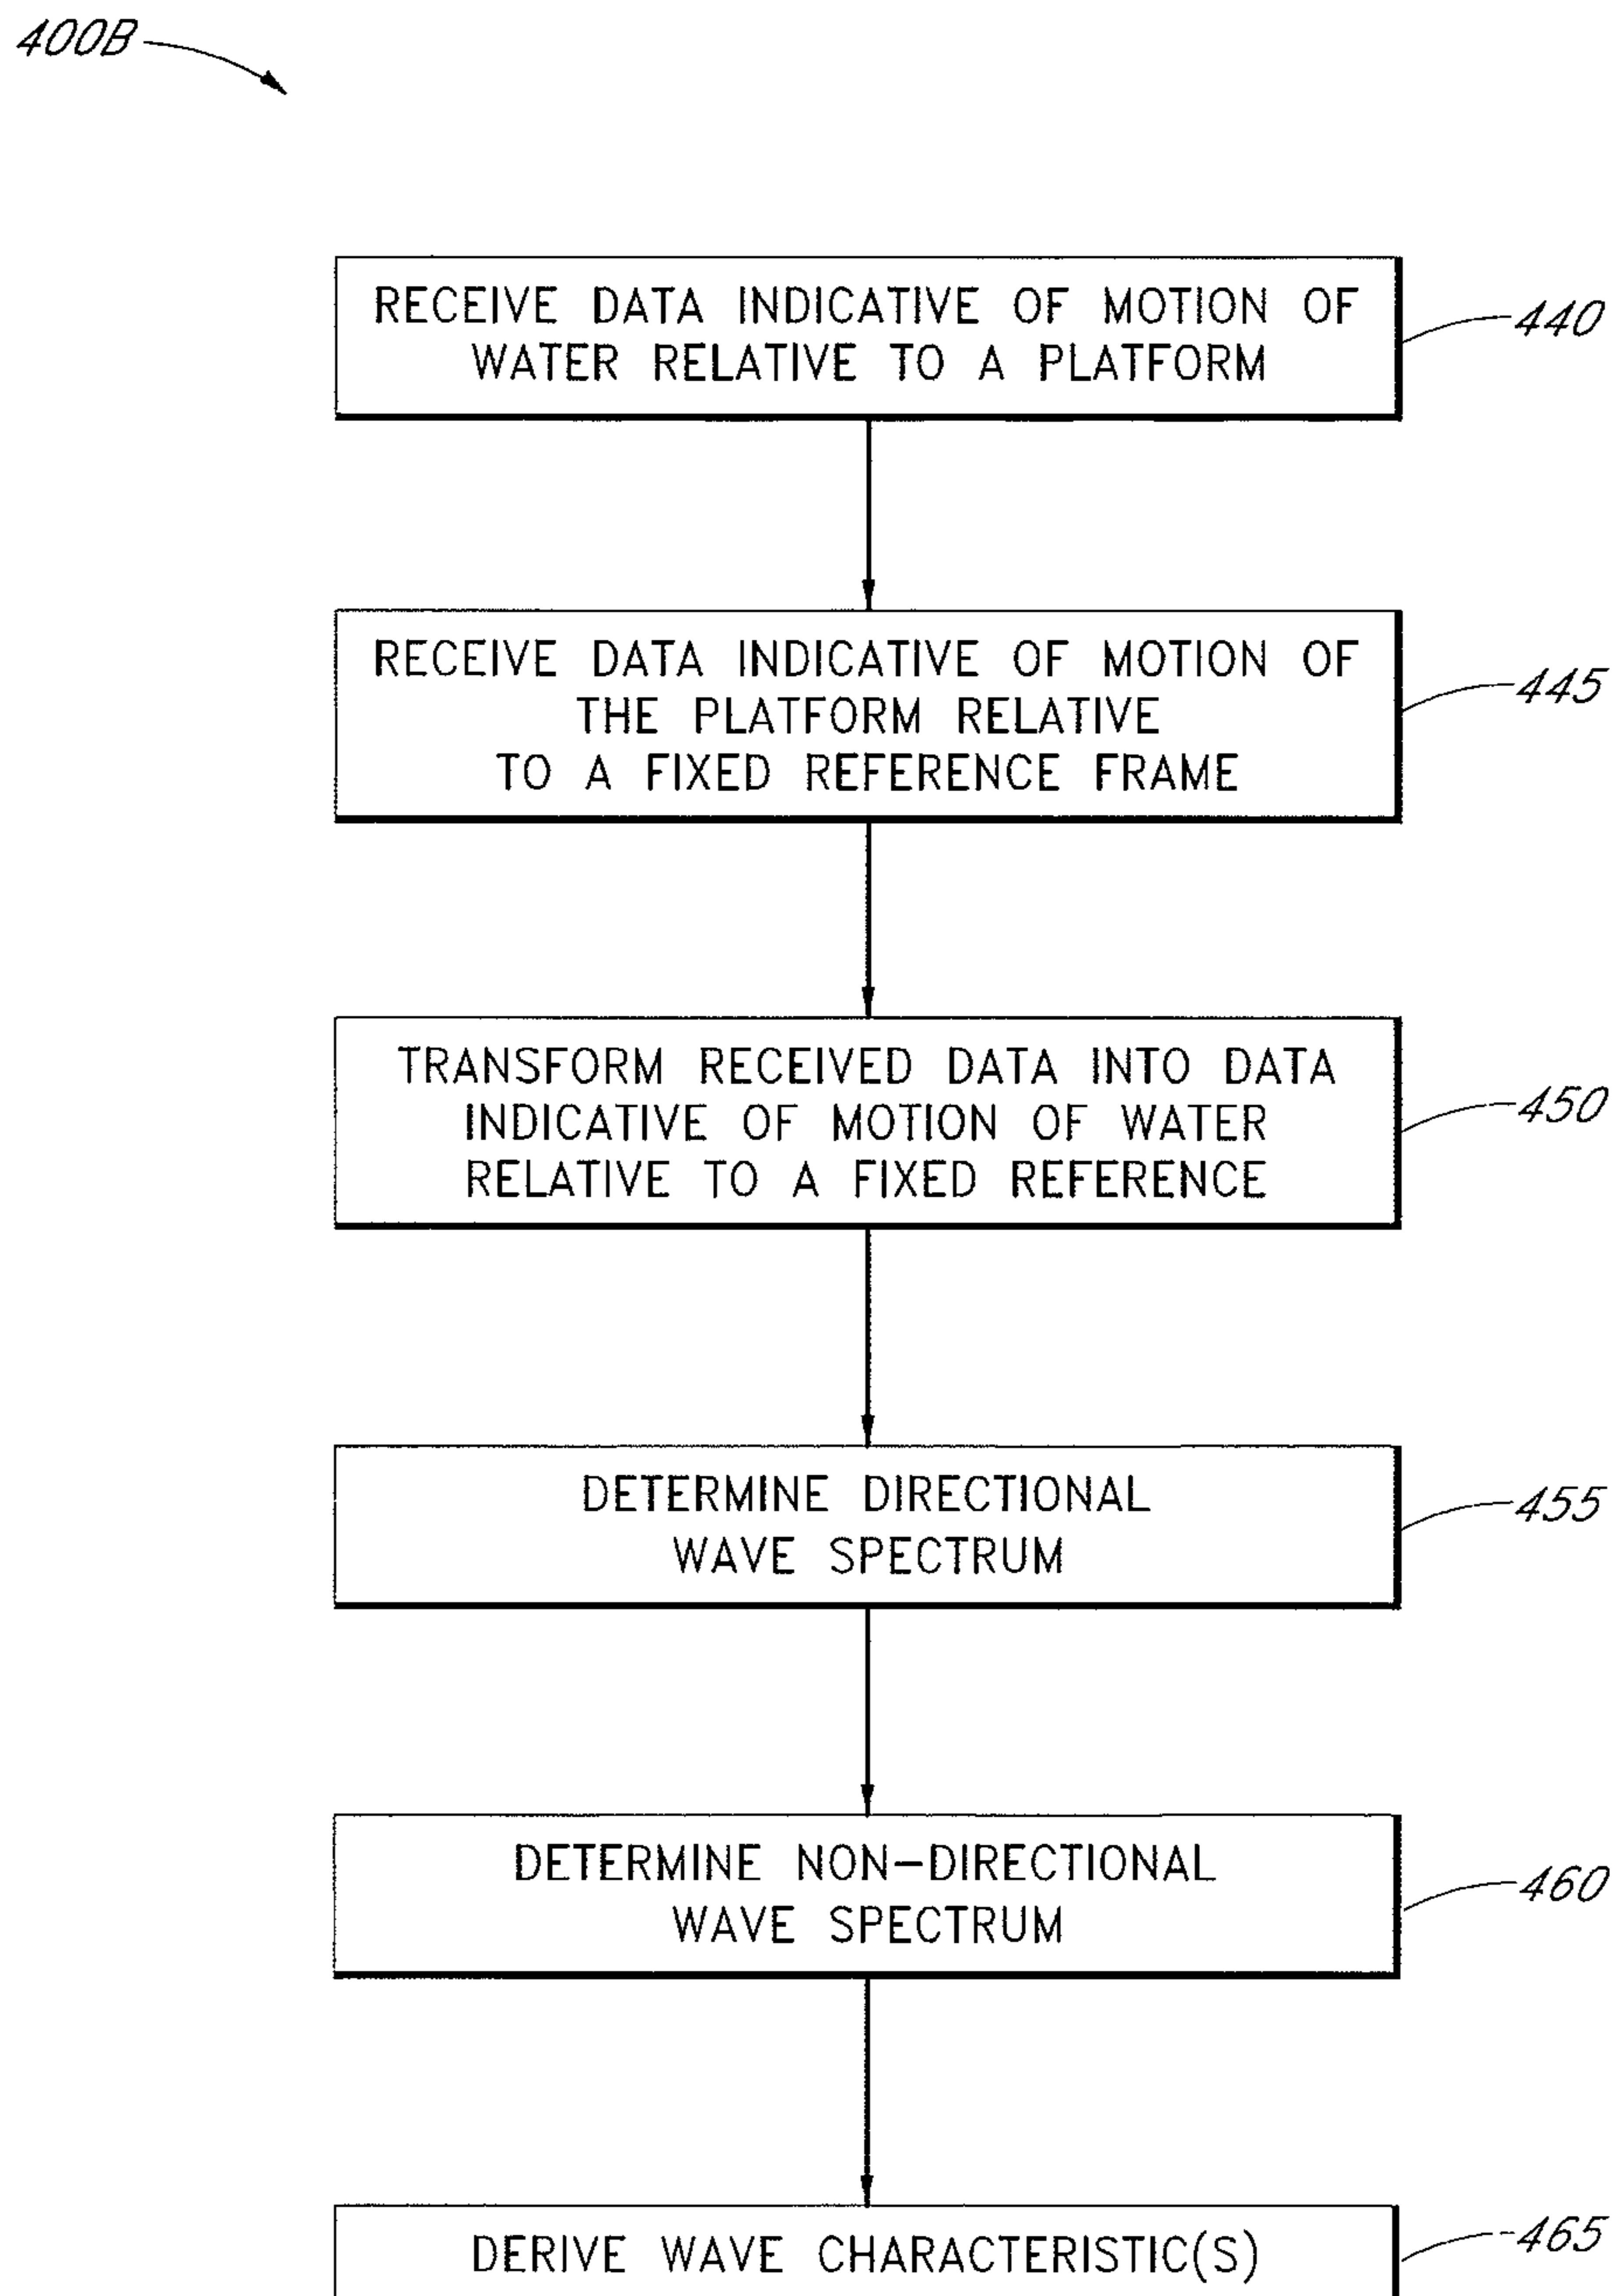 400B
RECEIVE DATA INDICATIVE OF MOTION OF
WATER RELATIVE TO A PLATFORM
440
RECEIVE DATA INDICATIVE OF MOTION OF
THE PLATFORM RELATIVE
TO A FIXED REFERENCE FRAME
445
TRANSFORM RECEIVED DATA INTO DATA
INDICATIVE OF MOTION OF WATER
RELATIVE TO A FIXED REFERENCE
450
DETERMINE DIRECTIONAL
WAVE SPECTRUM
455
DETERMINE NON-DIRECTIONAL
WAVE SPECTRUM
460
DERIVE WAVE CHARACTERISTIC(S)
465